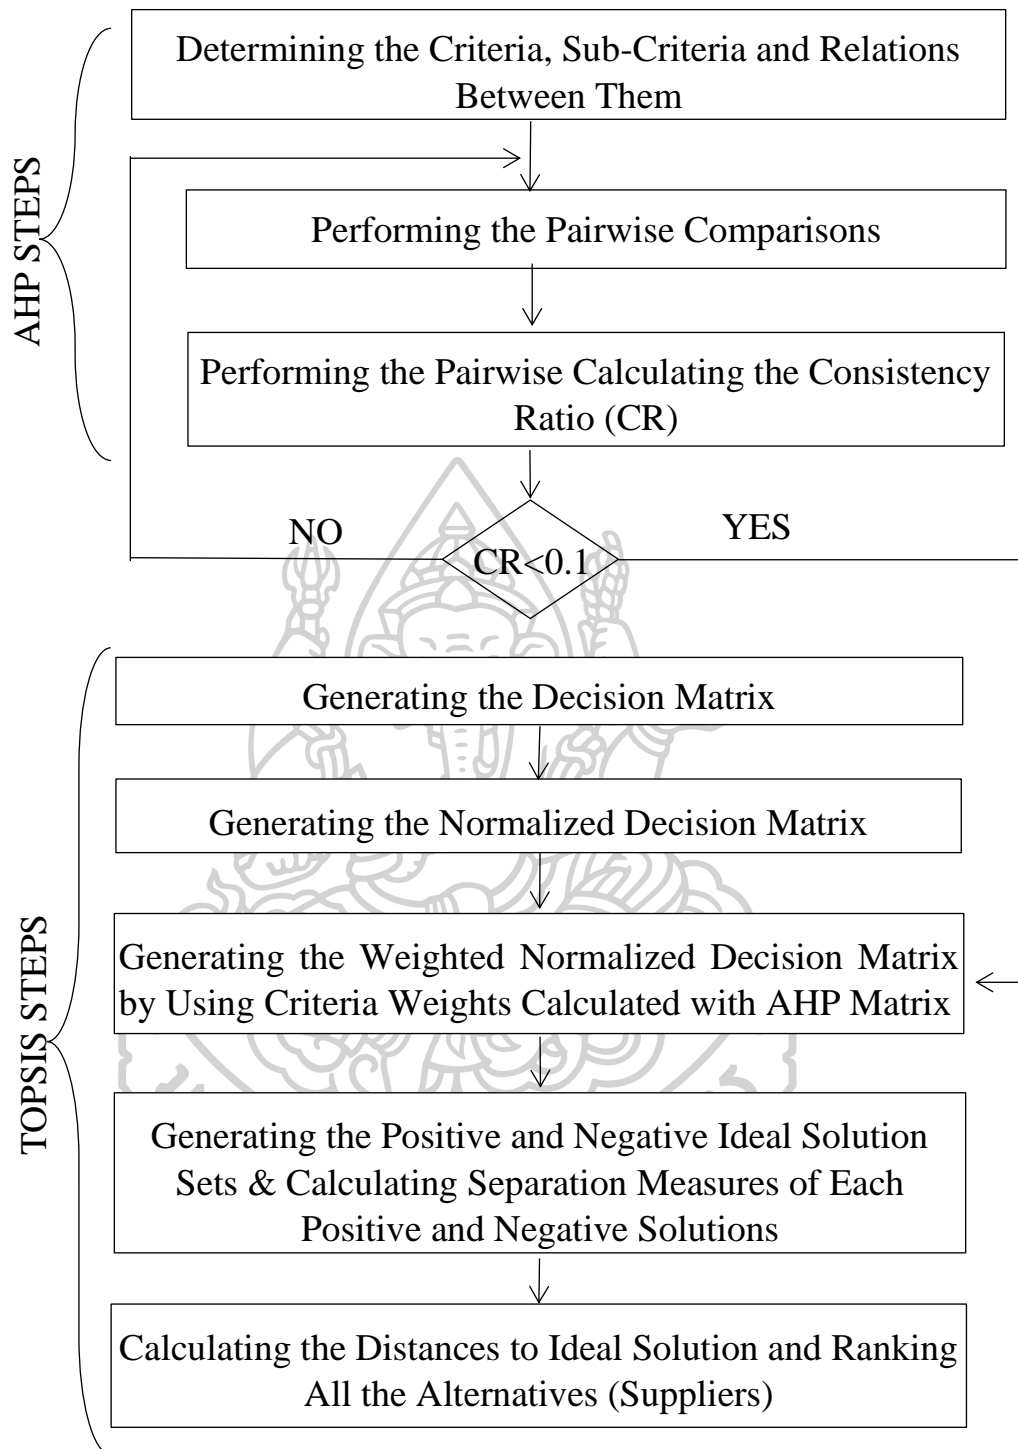 Determining the Criteria, Sub-Criteria and Relations
Between Them
AHP STEPS
Performing the Pairwise Comparisons
Performing the Pairwise Calculating the Consistency
Ratio (CR)
NO
CR<0.1
YES
Generating the Decision Matrix
Generating the Normalized Decision Matrix
TOPSIS STEPS
Generating the Weighted Normalized Decision Matrix
by Using Criteria Weights Calculated with AHP Matrix
Generating the Positive and Negative Ideal Solution
Sets & Calculating Separation Measures of Each
Positive and Negative Solutions
Calculating the Distances to Ideal Solution and Ranking
All the Alternatives (Suppliers)